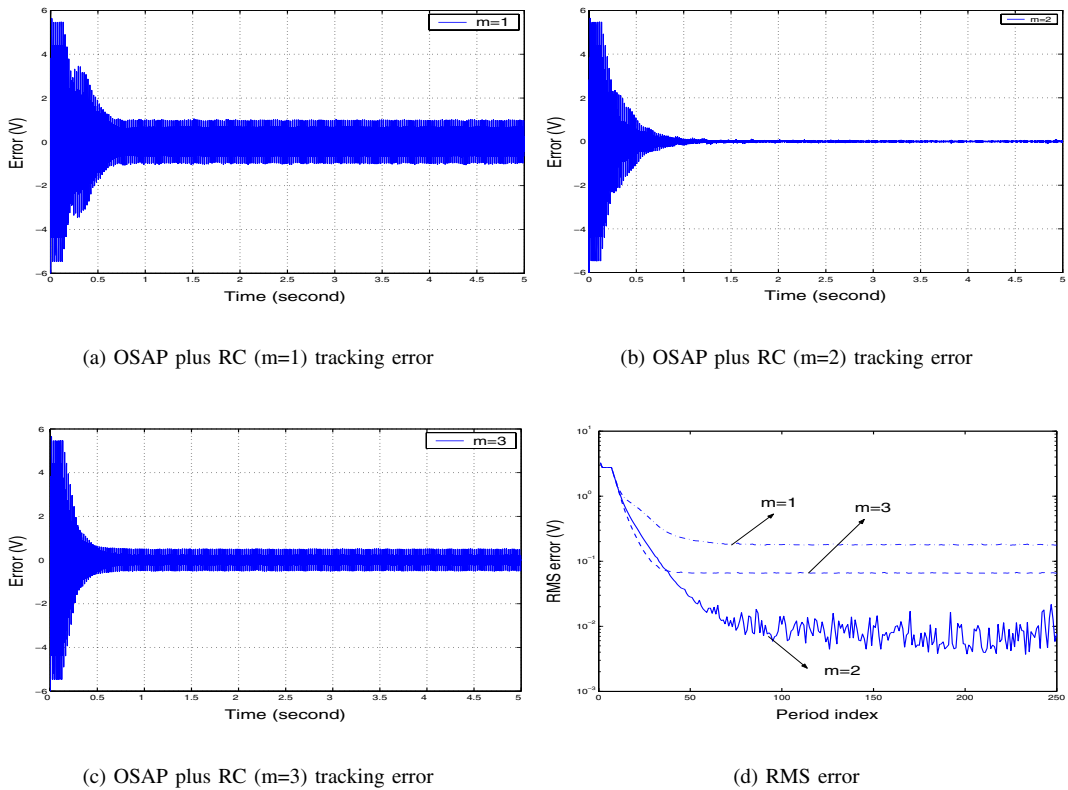 m=1
6
4
2
0
−2
−4
−6
Error (V)
0 0.5 1 1.5 2 2.5 3 3.5 4 4.5 5
Time (second)
(a) OSAP plus RC (m=1) tracking error
m=2
6
4
2
0
−2
−4
−6
Error (V)
0 0.5 1 1.5 2 2.5 3 3.5 4 4.5 5
Time (second)
(b) OSAP plus RC (m=2) tracking error
m=3
6
4
2
0
−2
−4
−6
Error (V)
0 0.5 1 1.5 2 2.5 3 3.5 4 4.5 5
Time (second)
(c) OSAP plus RC (m=3) tracking error
10^1
10^0
10^−1
10^−2
10^−3
RMS error (V)
m=1
m=3
m=2
0 50 100 150 200 250
Period index
(d) RMS error